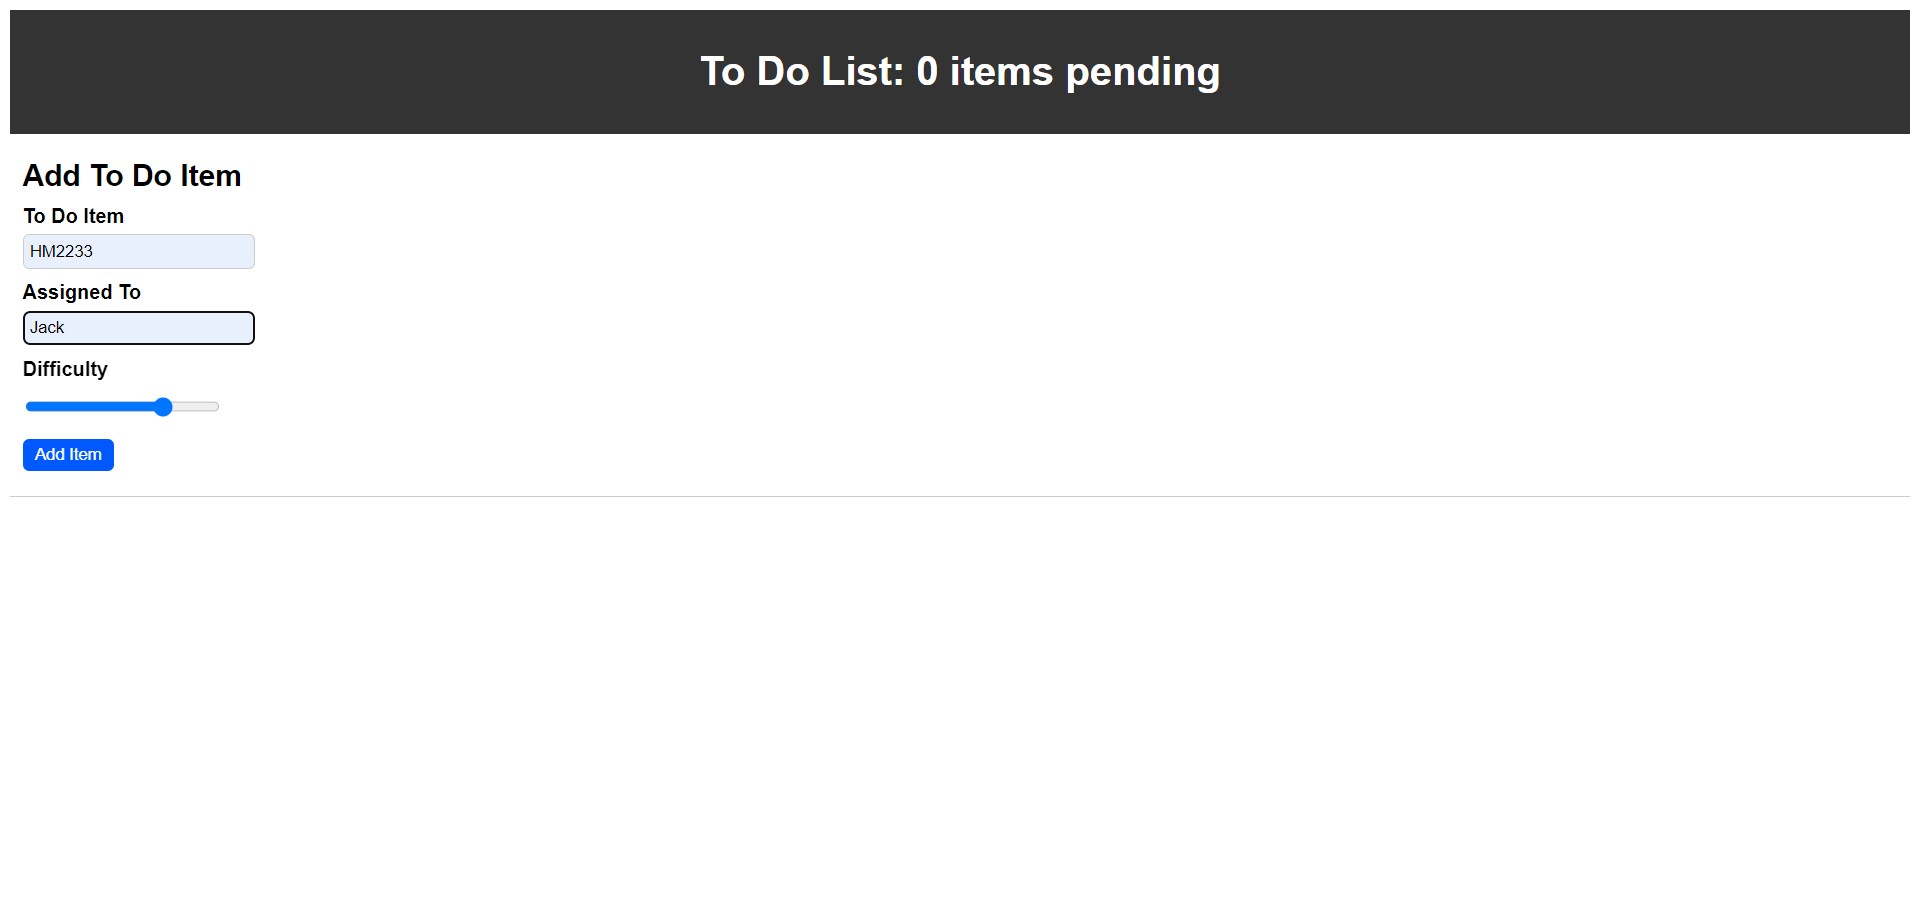 To Do List: 0 items pending
Add To Do Item
To Do Item
HM2233
Assigned To
Jack
Difficulty
Add Item